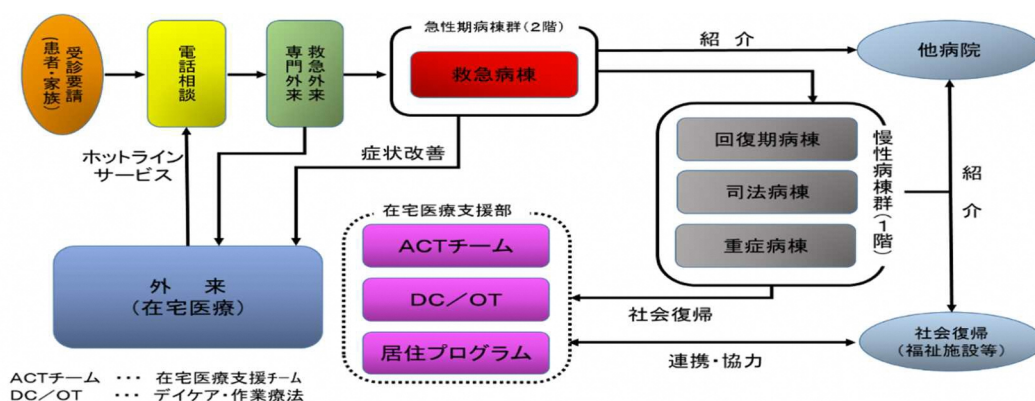 受診要請
(患者・家族)
電話相談
救急外来
専門外来
急性期病棟群(2階)
救急病棟
紹 介
他病院
ホットライン
サービス
症状改善
回復期病棟
司法病棟
重症病棟
慢性病棟群(1階)
紹介
外 来
(在宅医療)
在宅医療支援部
ACTチーム
DC／OT
居住プログラム
社会復帰
連携・協力
社会復帰
(福祉施設等)
ACTチーム ･･･ 在宅医療支援ﾁｰﾑ
DC／OT ･･･ デイケア・作業療法